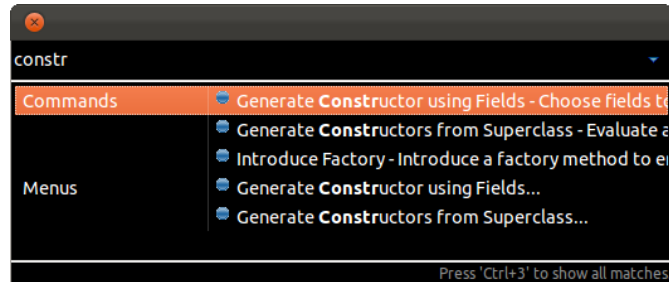 constr
Commands Generate Constructor using Fields - Choose fields to
Generate Constructors from Superclass - Evaluate a
Introduce Factory - Introduce a factory method to e
Menus Generate Constructor using Fields...
Generate Constructors from Superclass...
Press 'Ctrl+3' to show all matches